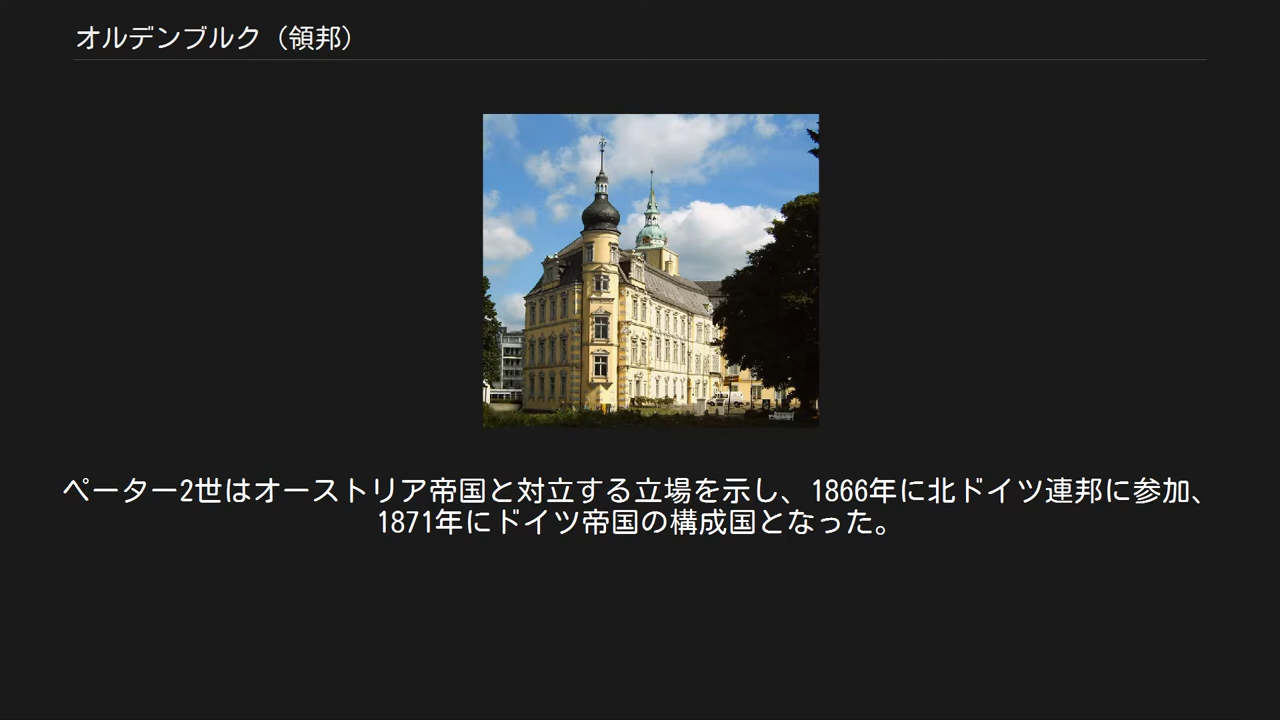 オルデンブルク（領邦）
ペーター2世はオーストリア帝国と対立する立場を示し、1866年に北ドイツ連邦に参加、
1871年にドイツ帝国の構成国となった。